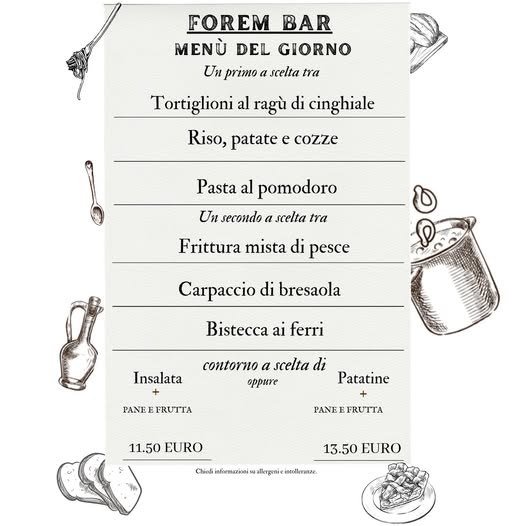 FOREM BAR
MENÙ DEL GIORNO
Un primo a scelta tra
Tortiglioni al ragù di cinghiale
Riso, patate e cozze
Pasta al pomodoro
Un secondo a scelta tra
Frittura mista di pesce
Carpaccio di bresaola
Bistecca ai ferri
contorno a scelta di
oppure
Insalata
+
PANE E FRUTTA
11.50 EURO
Patatine
+
PANE E FRUTTA
13.50 EURO
Chiedi informazioni su allergeni e intolleranze.